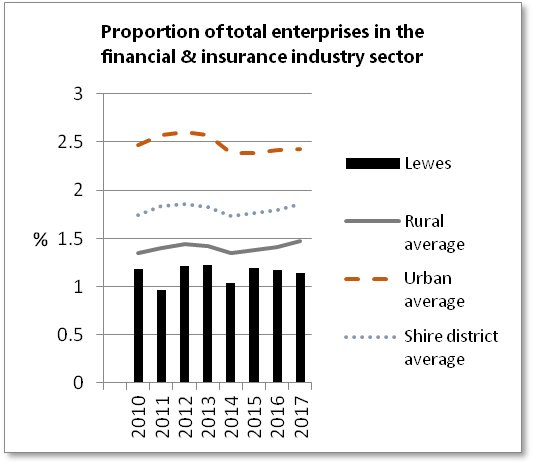 Proportion of total enterprises in the
financial & insurance industry sector
3
2.5
2
1.5
1
0.5
0
%
2010
2011
2012
2013
2014
2015
2016
2017
Lewes
Rural
average
Urban
average
Shire district
average